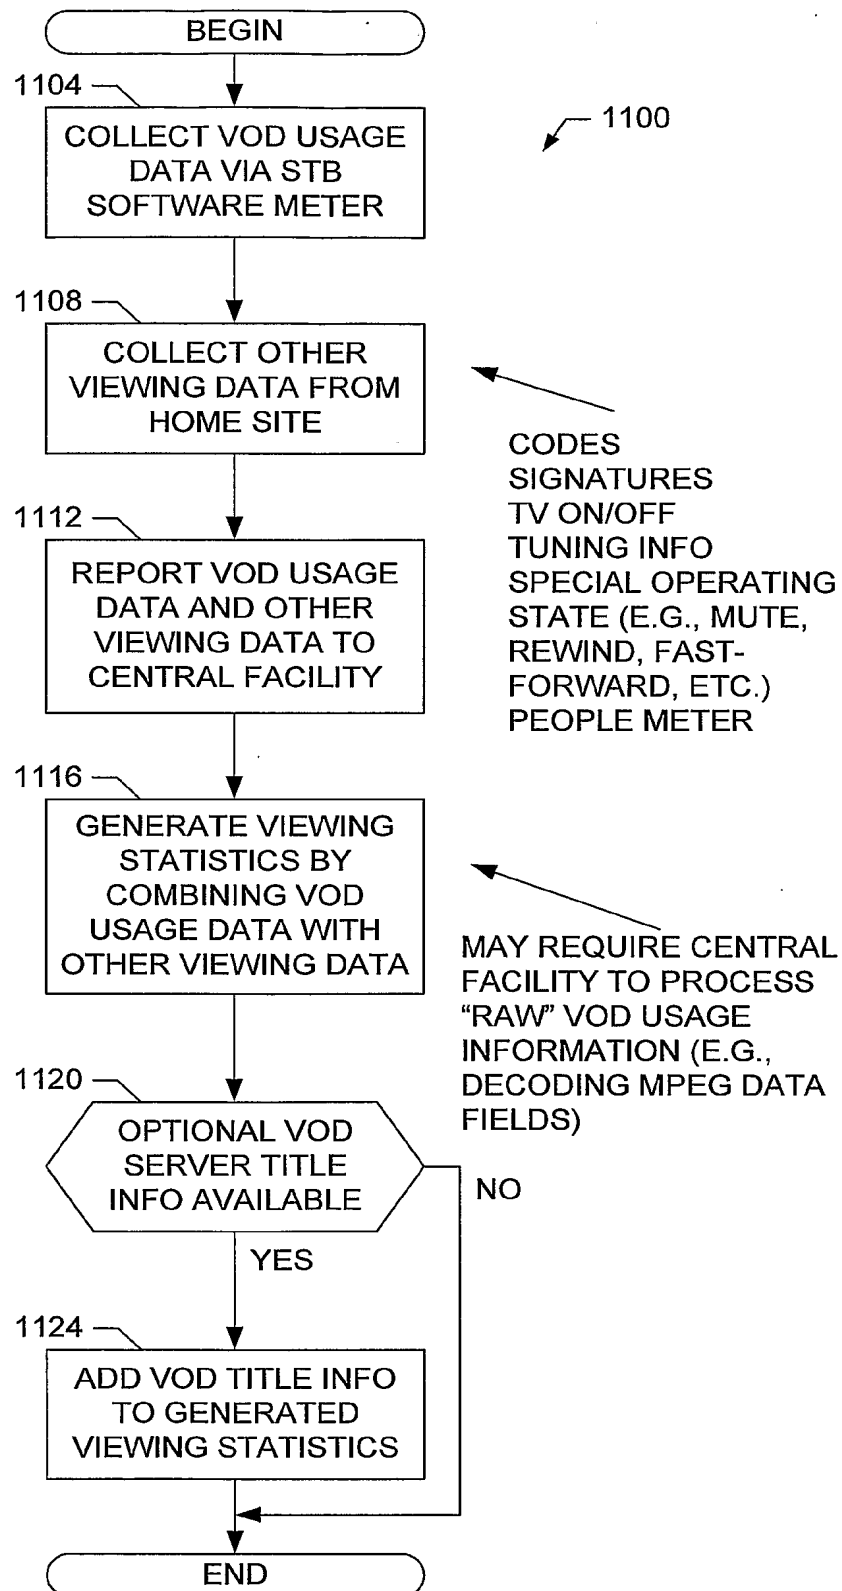 BEGIN
1104
COLLECT VOD USAGE
DATA VIA STB
SOFTWARE METER
1100
1108
COLLECT OTHER
VIEWING DATA FROM
HOME SITE
CODES
SIGNATURES
TV ON/OFF
TUNING INFO
SPECIAL OPERATING
STATE (E.G., MUTE,
REWIND, FAST-
FORWARD, ETC.)
PEOPLE METER
1112
REPORT VOD USAGE
DATA AND OTHER
VIEWING DATA TO
CENTRAL FACILITY
1116
GENERATE VIEWING
STATISTICS BY
COMBINING VOD
USAGE DATA WITH
OTHER VIEWING DATA
MAY REQUIRE CENTRAL
FACILITY TO PROCESS
“RAW” VOD USAGE
INFORMATION (E.G.,
DECODING MPEG DATA
FIELDS)
1120
OPTIONAL VOD
SERVER TITLE
INFO AVAILABLE
NO
YES
1124
ADD VOD TITLE INFO
TO GENERATED
VIEWING STATISTICS
END